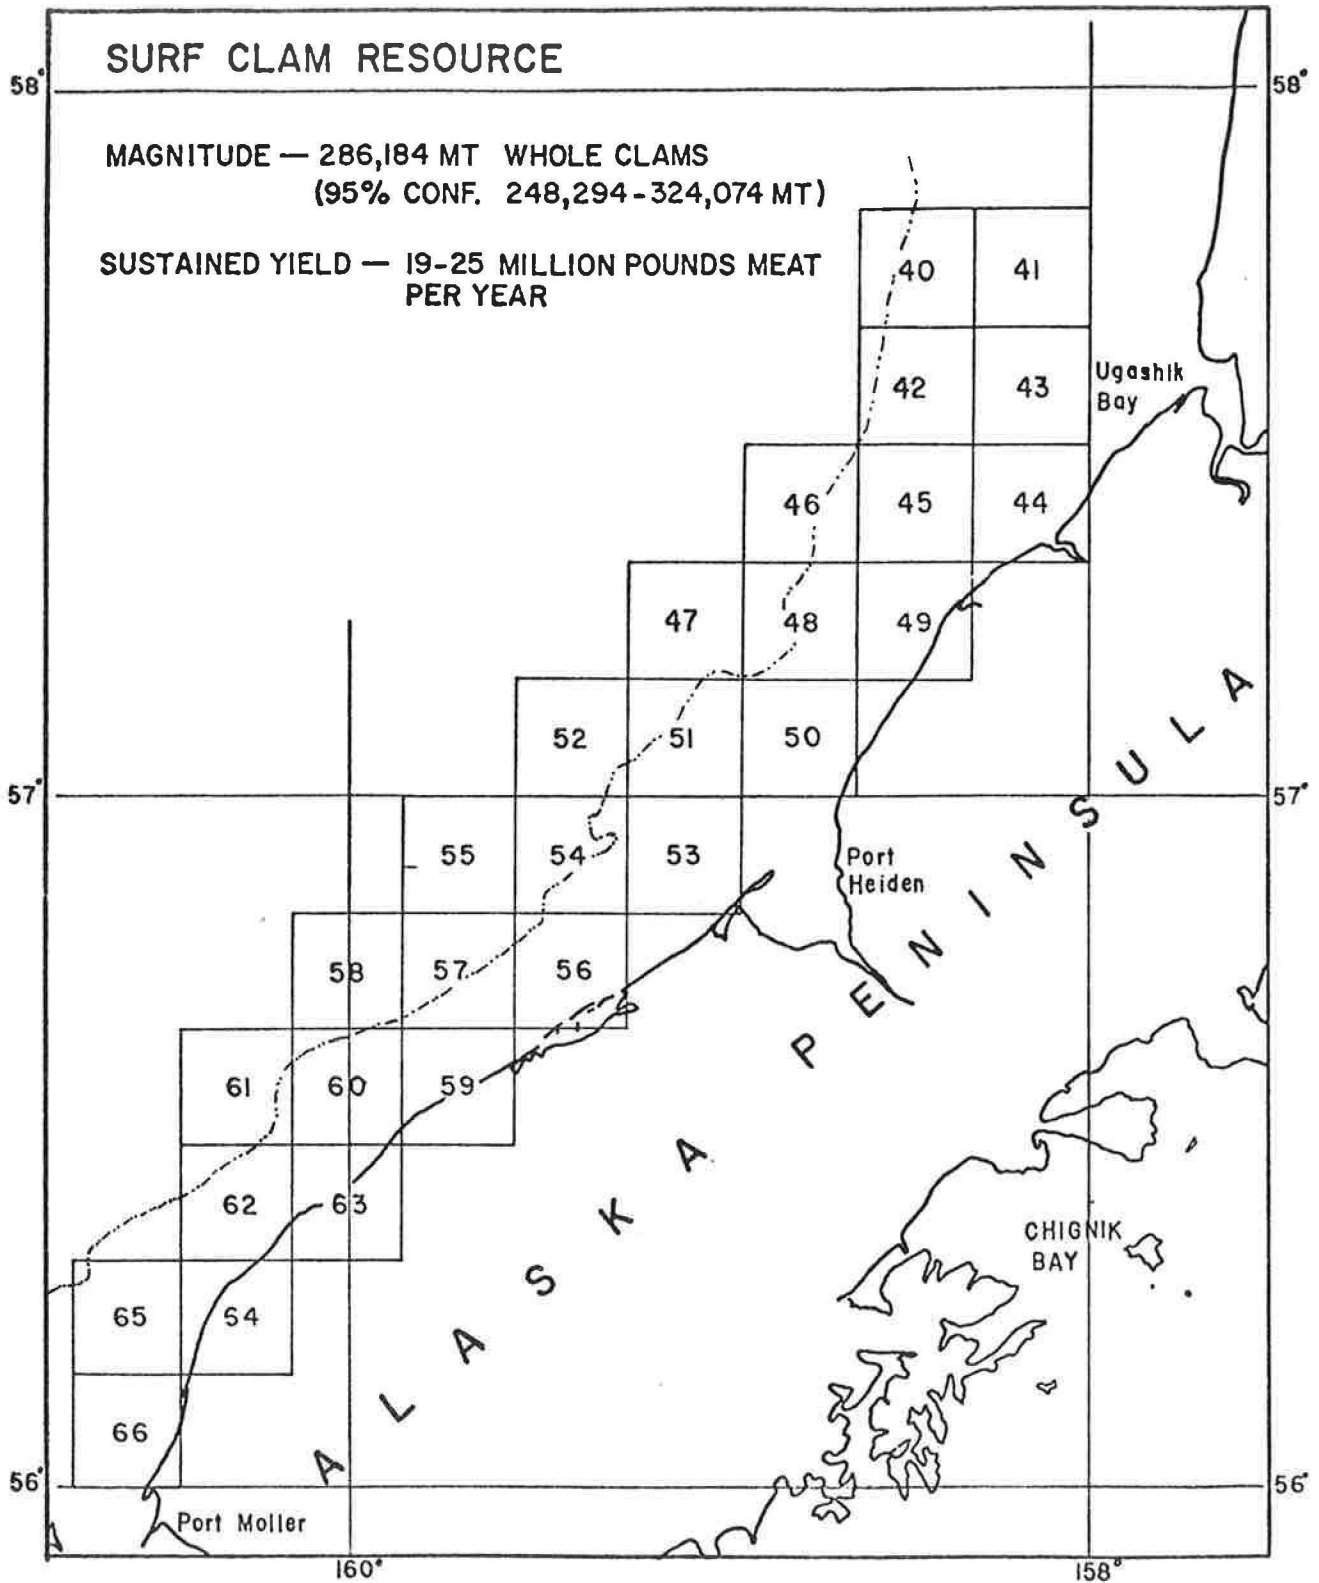 SURF CLAM RESOURCE
58° 58°
MAGNITUDE — 286,184 MT WHOLE CLAMS
(95% CONF. 248,294-324,074 MT)
SUSTAINED YIELD — 19-25 MILLION POUNDS MEAT
PER YEAR
40 41
42 43
Ugashik
Bay
46 45 44
47 48 49
52 51 50
57° 57°
55 54 53
Port
Heiden
58 57 56
61 60 59
62 63
65 54
66
ALASKA PENINSULA
CHIGNIK
BAY
56° 56°
Port Moller
160° 158°